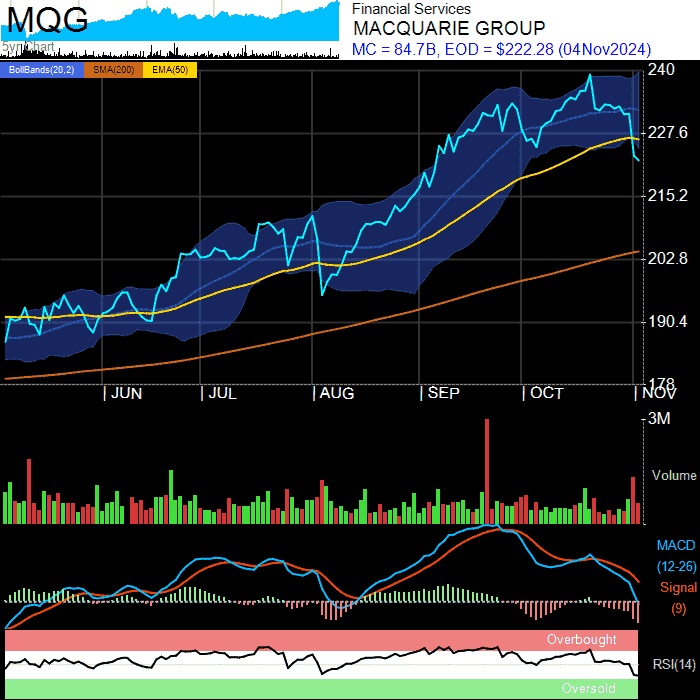 MQG
5yr Chart
Financial Services
MACQUARIE GROUP
MC = 84.7B, EOD = $222.28 (04Nov2024)
BollBands(20,2) SMA(200) EMA(50)
240
227.6
215.2
202.8
190.4
178
JUN JUL AUG SEP OCT NOV
3M
Volume
MACD
(12-26)
Signal
(9)
Overbought
RSI(14)
Oversold